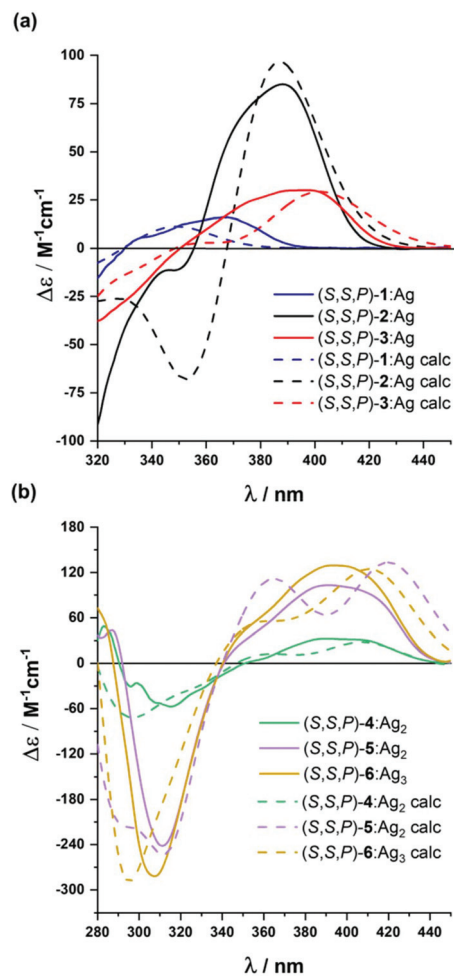 (a)
100
75
50
25
0
-25
-50
-75
-100
Δε / M⁻¹cm⁻¹
(S,S,P)-1:Ag
(S,S,P)-2:Ag
(S,S,P)-3:Ag
(S,S,P)-1:Ag calc
(S,S,P)-2:Ag calc
(S,S,P)-3:Ag calc
320 340 360 380 400 420 440
λ / nm
(b)
180
120
60
0
-60
-120
-180
-240
-300
Δε / M⁻¹cm⁻¹
(S,S,P)-4:Ag₂
(S,S,P)-5:Ag₂
(S,S,P)-6:Ag₃
(S,S,P)-4:Ag₂ calc
(S,S,P)-5:Ag₂ calc
(S,S,P)-6:Ag₃ calc
280 300 320 340 360 380 400 420 440
λ / nm